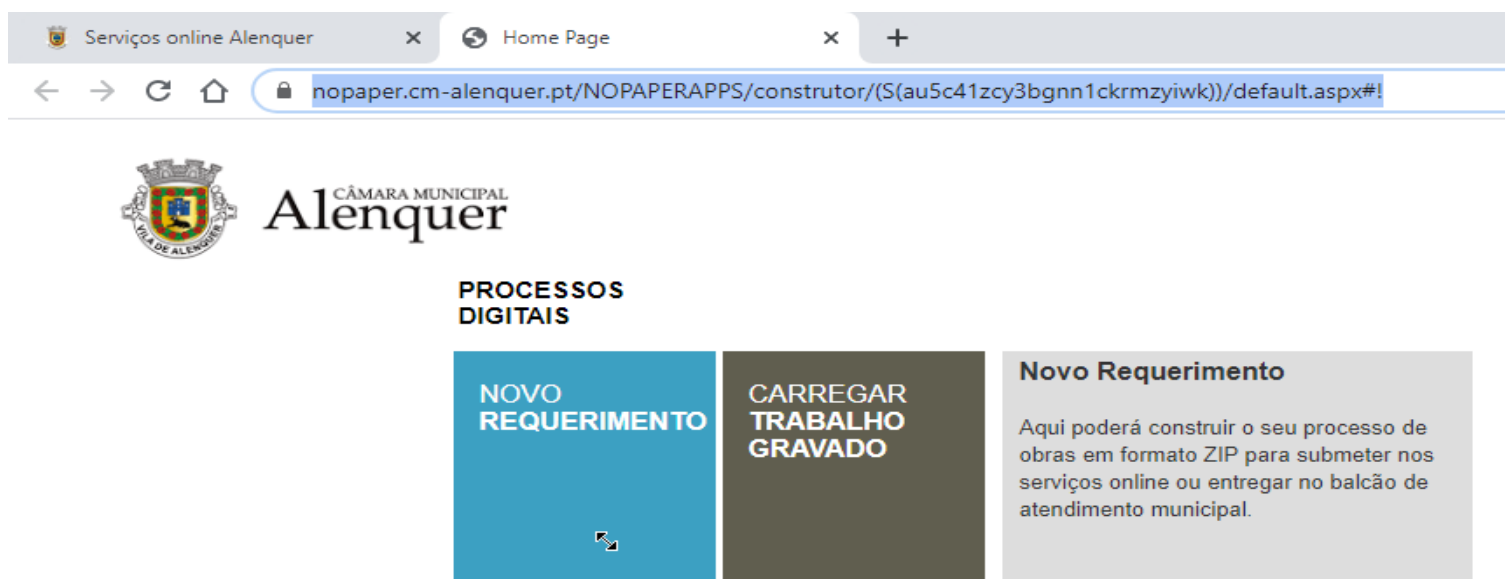 Serviços online Alenquer
Home Page
nopaper.cm-alenquer.pt/NOPAPERAPPS/construtor/(S(au5c41zcy3bgnn1ckrmzyiwk))/default.aspx#!
VILA DE ALENQUER
CÂMARA MUNICIPAL
Alenquer
PROCESSOS
DIGITAIS
NOVO
REQUERIMENTO
CARREGAR
TRABALHO
GRAVADO
Novo Requerimento
Aqui poderá construir o seu processo de
obras em formato ZIP para submeter nos
serviços online ou entregar no balcão de
atendimento municipal.